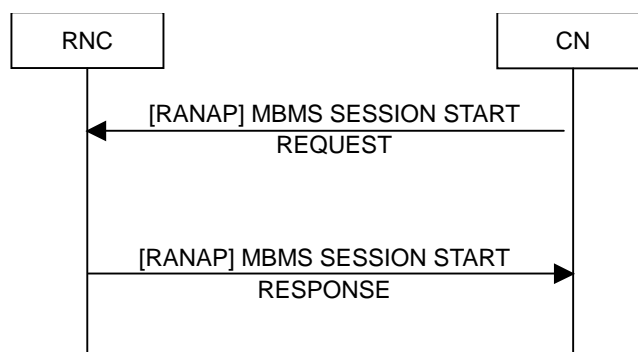 RNC
CN
[RANAP] MBMS SESSION START
REQUEST
[RANAP] MBMS SESSION START
RESPONSE